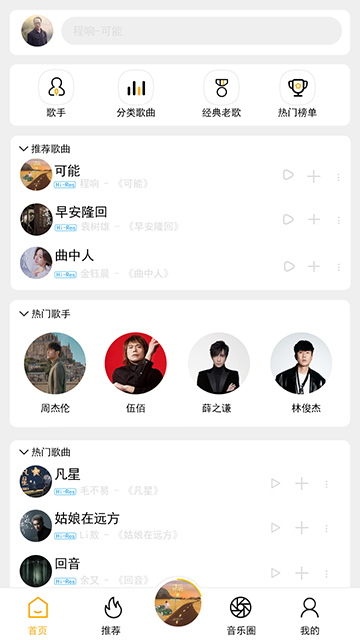 程响-可能
歌手
分类歌曲
经典老歌
热门榜单
推荐歌曲
可能
Hi-Res 程响 - 《可能》
早安隆回
Hi-Res 袁树雄 - 《早安隆回》
曲中人
Hi-Res 金钰晨 - 《曲中人》
热门歌手
周杰伦
伍佰
薛之谦
林俊杰
热门歌曲
凡星
Hi-Res 毛不易 - 《凡星》
姑娘在远方
Hi-Res Li敖 - 《姑娘在远方》
回音
Hi-Res 余又 - 《回音》
首页
推荐
音乐圈
我的